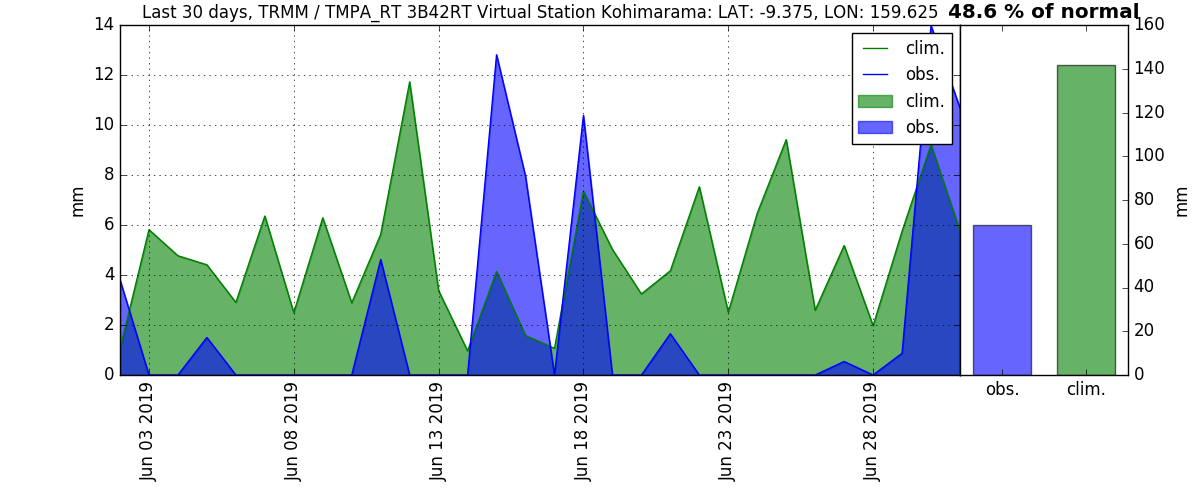 Last 30 days, TRMM / TMPA_RT 3B42RT Virtual Station Kohimarama: LAT: -9.375, LON: 159.625 48.6 % of normal
14
12
10
8
6
4
2
0
mm
clim.
obs.
clim.
obs.
160
140
120
100
80
60
40
20
0
mm
Jun 03 2019
Jun 08 2019
Jun 13 2019
Jun 18 2019
Jun 23 2019
Jun 28 2019
obs.
clim.